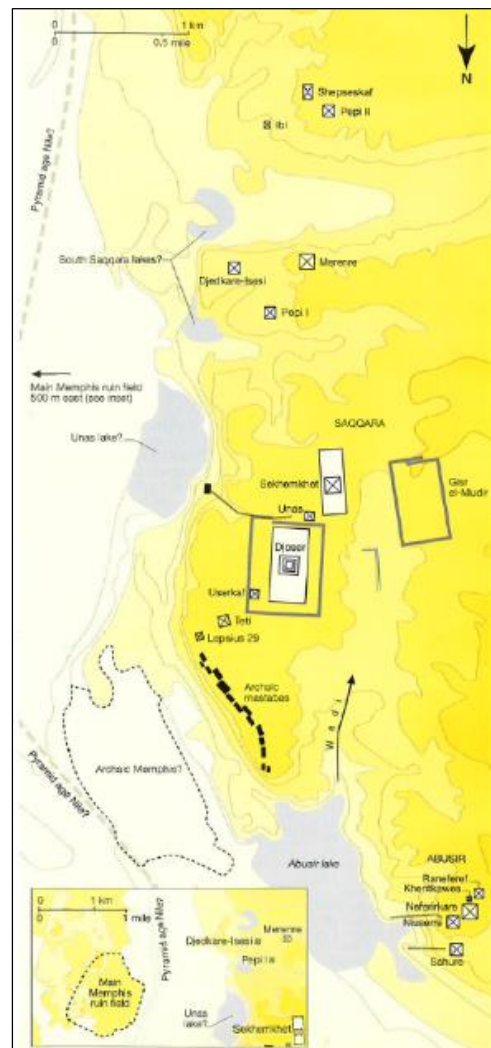 0 1 km
0 0.5 mile
N
Shepseskaf
Pepi II
Ibi
Pyramid age Nile?
South Saqqara lakes?
Merenre
Djedkare-Isesi
Pepi I
Main Memphis ruin field
500 m east (see inset)
SAQQARA
Unas lake?
Sekhemkhet
Gisr
el-Mudir
Unas
Djoser
Userkaf
Teti
Lepsius 29
Archaic
mastabas
Wadi
Archaic Memphis?
Pyramid age Nile?
Abusir lake
ABUSIR
Raneferef
Khentkawes
Neferirkare
Niuserre
Sahure
0 1 km
0 1 mile
Pyramid age Nile?
Merenre
Djedkare-Isesi
Pepi I
Main
Memphis
ruin field
Unas
lake?
Sekhemkhet